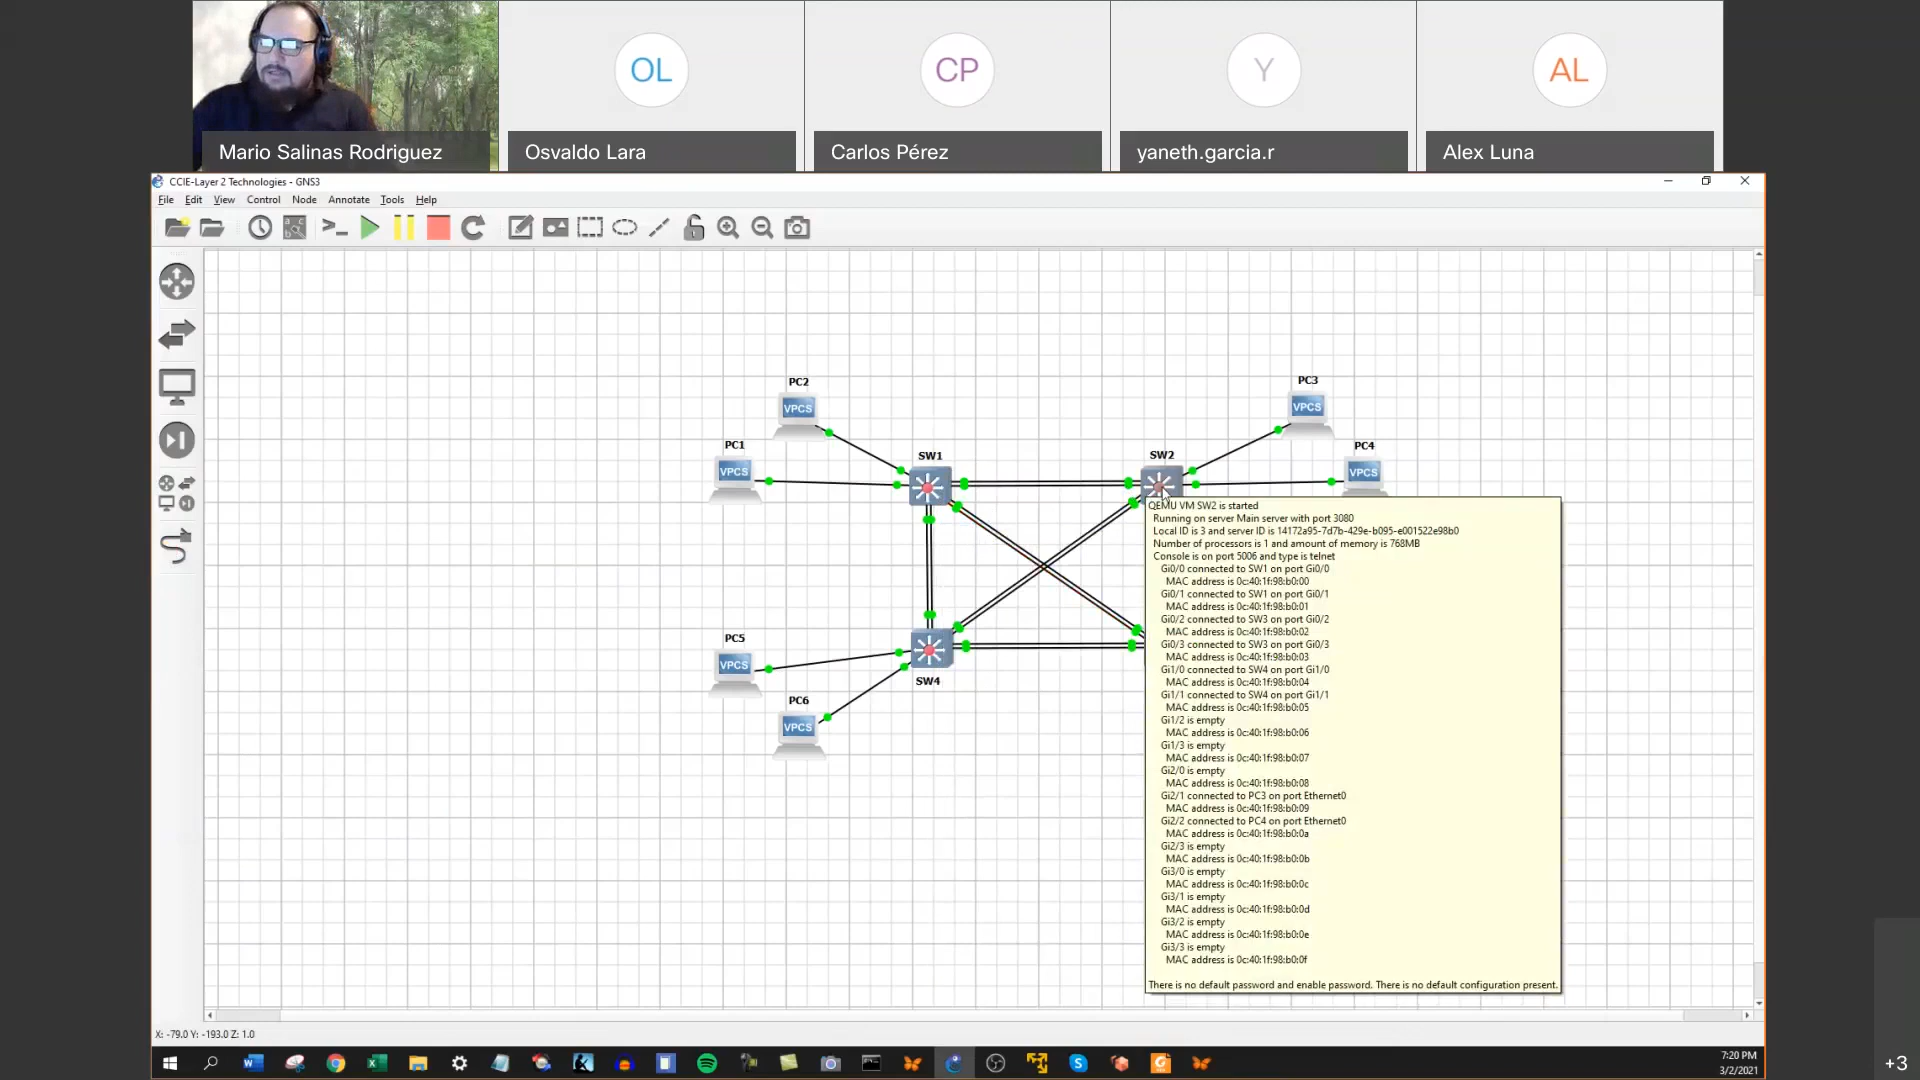 OL
CP
Y
AL
Mario Salinas Rodriguez
Osvaldo Lara
Carlos Pérez
yaneth.garcia.r
Alex Luna
CCIE-Layer 2 Technologies - GNS3
File Edit View Control Node Annotate Tools Help
PC2
VPCS
PC3
VPCS
PC1
VPCS
SW1
SW2
PC4
VPCS
PC5
VPCS
SW4
PC6
VPCS
QEMU VM SW2 is started
Running on server Main server with port 3080
Local ID is 3 and server ID is 14172a95-7d7b-429e-b095-e001522e98b0
Number of processors is 1 and amount of memory is 768MB
Console is on port 5006 and type is telnet
Gi0/0 connected to SW1 on port Gi0/0
MAC address is 0c:40:1f:98:b0:00
Gi0/1 connected to SW1 on port Gi0/1
MAC address is 0c:40:1f:98:b0:01
Gi0/2 connected to SW3 on port Gi0/2
MAC address is 0c:40:1f:98:b0:02
Gi0/3 connected to SW3 on port Gi0/3
MAC address is 0c:40:1f:98:b0:03
Gi1/0 connected to SW4 on port Gi1/0
MAC address is 0c:40:1f:98:b0:04
Gi1/1 connected to SW4 on port Gi1/1
MAC address is 0c:40:1f:98:b0:05
Gi1/2 is empty
MAC address is 0c:40:1f:98:b0:06
Gi1/3 is empty
MAC address is 0c:40:1f:98:b0:07
Gi2/0 is empty
MAC address is 0c:40:1f:98:b0:08
Gi2/1 connected to PC3 on port Ethernet0
MAC address is 0c:40:1f:98:b0:09
Gi2/2 connected to PC4 on port Ethernet0
MAC address is 0c:40:1f:98:b0:0a
Gi2/3 is empty
MAC address is 0c:40:1f:98:b0:0b
Gi3/0 is empty
MAC address is 0c:40:1f:98:b0:0c
Gi3/1 is empty
MAC address is 0c:40:1f:98:b0:0d
Gi3/2 is empty
MAC address is 0c:40:1f:98:b0:0e
Gi3/3 is empty
MAC address is 0c:40:1f:98:b0:0f
There is no default password and enable password. There is no default configuration present.
X: -79.0 Y: -193.0 Z: 1.0
7:20 PM
3/2/2021
+3